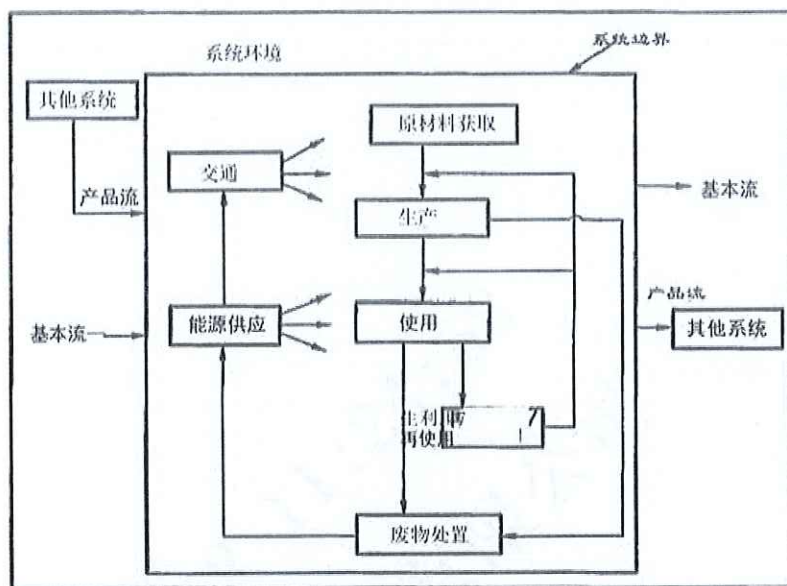 系统环境
系统边界
其他系统
原材料获取
交通
产品流
基本流
生产
产品流
基本流
能源供应
使用
其他系统
再使用
废物处置